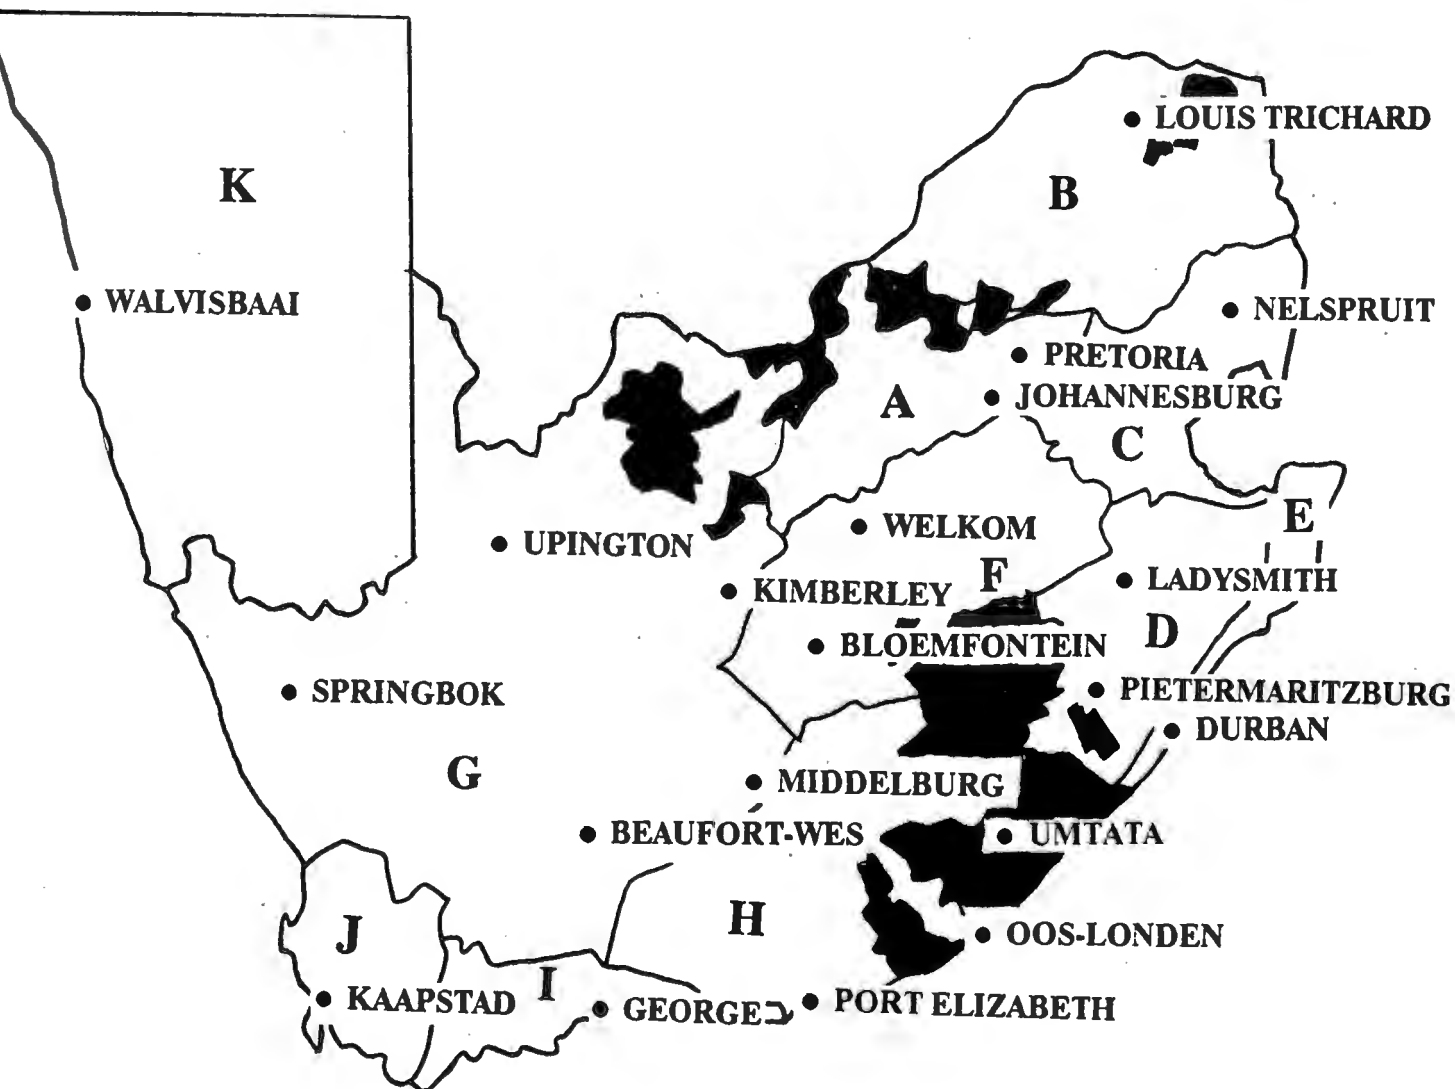 LOUIS TRICHARD
K
B
WALVISBAAI
NELSPRUIT
PRETORIA
JOHANNESBURG
A
C
E
WELKOM
UPINGTON
F
LADYSMITH
KIMBERLEY
D
BLOEMFONTEIN
SPRINGBOK
PIETERMARITZBURG
DURBAN
G
MIDDELBURG
BEAUFORT-WES
UMTATA
H
J
OOS-LONDEN
I
KAAPSTAD
GEORGE
PORT ELIZABETH